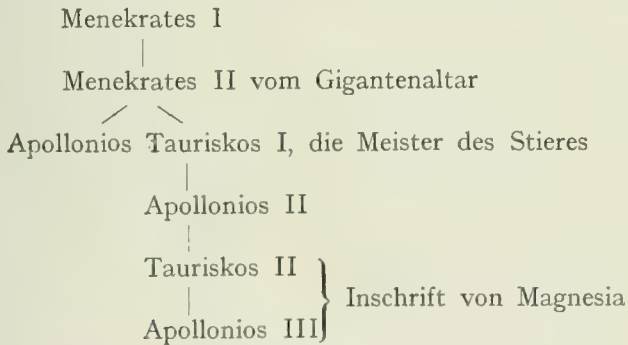 Menekrates I
Menekrates II vom Gigantenaltar
Apollonios Tauriskos I, die Meister des Stieres
Apollonios II
Tauriskos II
Inschrift von Magnesia
Apollonios III